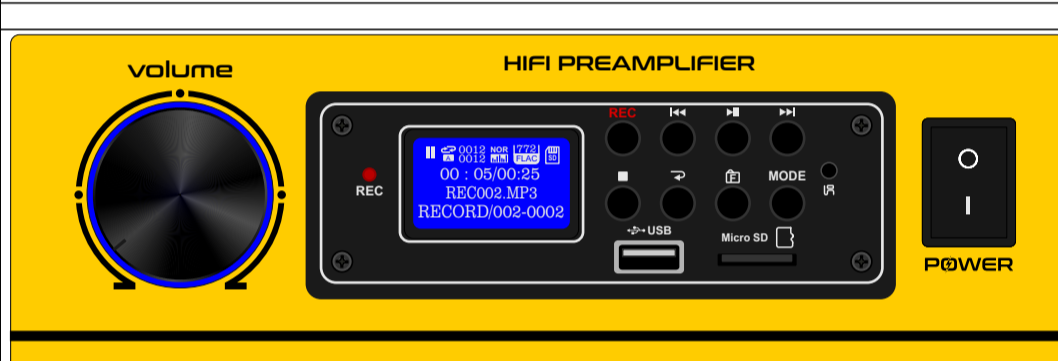 volume
HIFI PREAMPLIFIER
REC
REC
0012 NOR 772
A 0012 FLAC SD
00 : 05/00:25
REC002.MP3
RECORD/002-0002
MODE
IR
USB
Micro SD
F
POWER